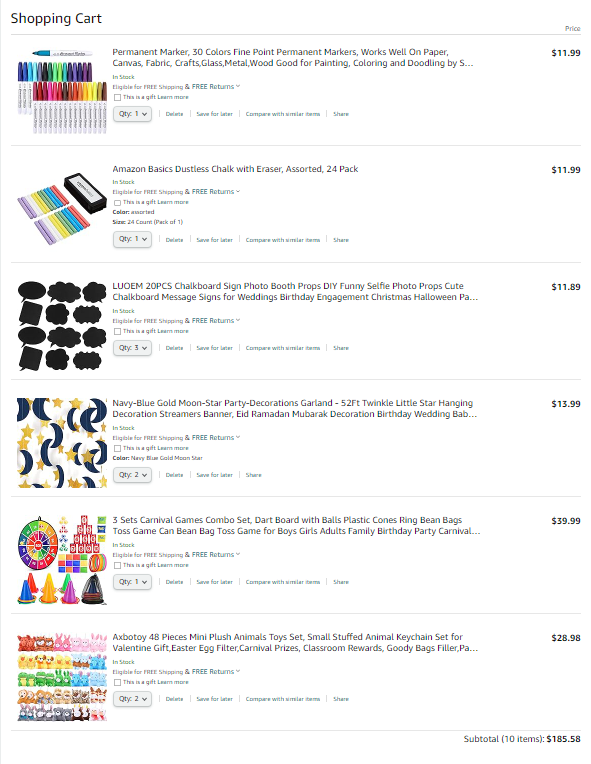 Shopping Cart
Price
Permanent Marker, 30 Colors Fine Point Permanent Markers, Works Well On Paper,
$11.99
Canvas, Fabric, Crafts,Glass,Metal,Wood Good for Painting, Coloring and Doodling by S...
In Stock
Eligible for FREE Shipping & FREE Returns
This is a gift Learn more
Qty: 1
Delete
Save for later
Compare with similar items
Share
Amazon Basics Dustless Chalk with Eraser, Assorted, 24 Pack
$11.99
In Stock
Eligible for FREE Shipping & FREE Returns
This is a gift Learn more
Color: assorted
Size: 24 Count (Pack of 1)
Qty: 1
Delete
Save for later
Compare with similar items
Share
LUOEM 20PCS Chalkboard Sign Photo Booth Props DIY Funny Selfie Photo Props Cute
$11.89
Chalkboard Message Signs for Weddings Birthday Engagement Christmas Halloween Pa...
In Stock
Eligible for FREE Shipping & FREE Returns
This is a gift Learn more
Qty: 3
Delete
Save for later
Compare with similar items
Share
Navy-Blue Gold Moon-Star Party-Decorations Garland - 52Ft Twinkle Little Star Hanging
$13.99
Decoration Streamers Banner, Eid Ramadan Mubarak Decoration Birthday Wedding Bab...
In Stock
Eligible for FREE Shipping & FREE Returns
This is a gift Learn more
Color: Navy Blue Gold Moon Star
Qty: 2
Delete
Save for later
Share
3 Sets Carnival Games Combo Set, Dart Board with Balls Plastic Cones Ring Bean Bags
$39.99
Toss Game Can Bean Bag Toss Game for Boys Girls Adults Family Birthday Party Carnival...
In Stock
Eligible for FREE Shipping & FREE Returns
This is a gift Learn more
Qty: 1
Delete
Save for later
Compare with similar items
Share
Axbotoy 48 Pieces Mini Plush Animals Toys Set, Small Stuffed Animal Keychain Set for
$28.98
Valentine Gift,Easter Egg Filler,Carnival Prizes, Classroom Rewards, Goody Bags Filler,Pa...
In Stock
Eligible for FREE Shipping & FREE Returns
This is a gift Learn more
Qty: 2
Delete
Save for later
Compare with similar items
Share
Subtotal (10 items): $185.58